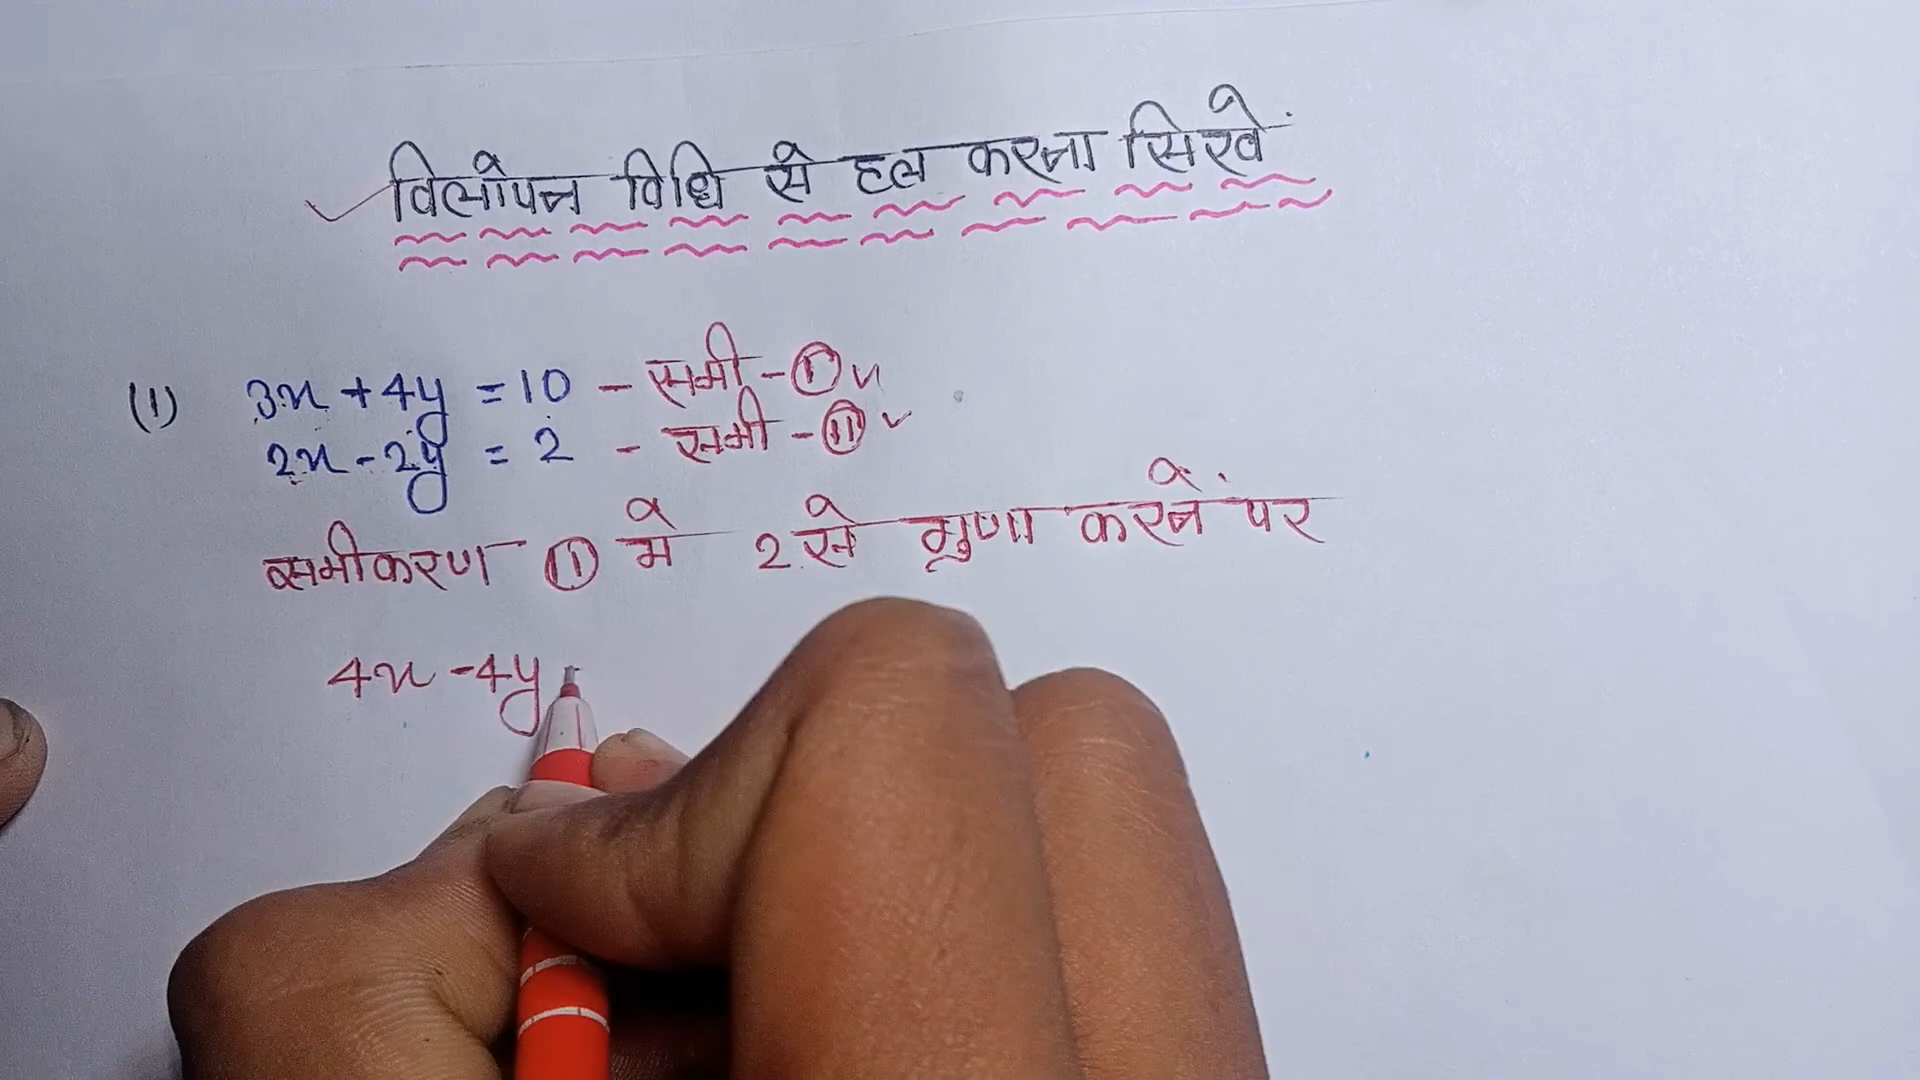 विलोपन विधि से हल करना सिखें
(1) 3x + 4y = 10 - समी - (i)
2x - 2y = 2 - समी - (ii)
समीकरण (ii) मे 2 से गुणा करनें पर
4x - 4y